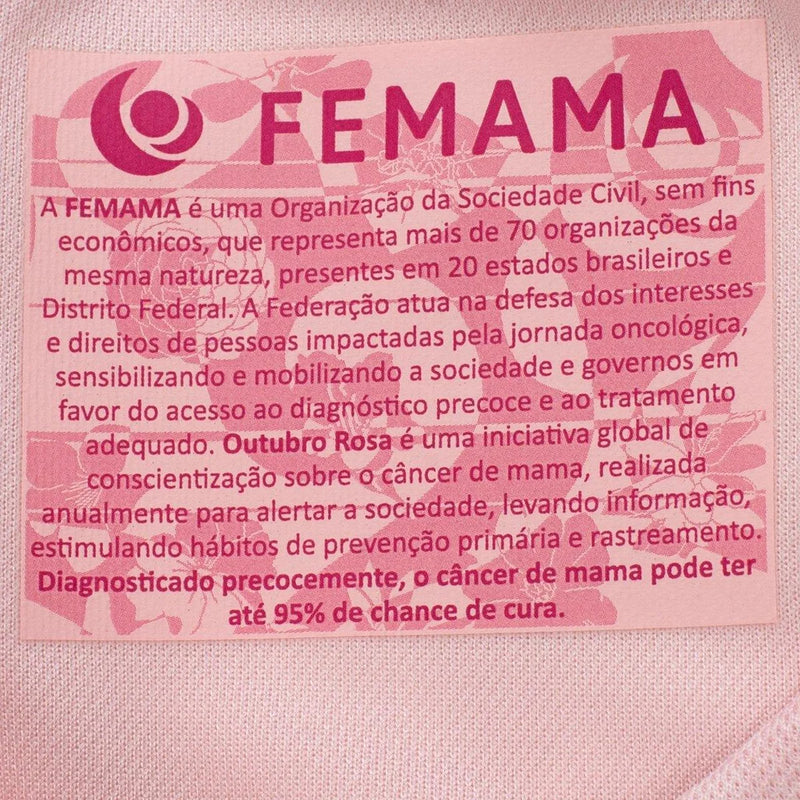 FEMAMA
A FEMAMA é uma Organização da Sociedade Civil, sem fins
econômicos, que representa mais de 70 organizações da
mesma natureza, presentes em 20 estados brasileiros e
Distrito Federal. A Federação atua na defesa dos interesses
e direitos de pessoas impactadas pela jornada oncológica,
sensibilizando e mobilizando a sociedade e governos em
favor do acesso ao diagnóstico precoce e ao tratamento
adequado. Outubro Rosa é uma iniciativa global de
conscientização sobre o câncer de mama, realizada
anualmente para alertar a sociedade, levando informação,
estimulando hábitos de prevenção primária e rastreamento.
Diagnosticado precocemente, o câncer de mama pode ter
até 95% de chance de cura.